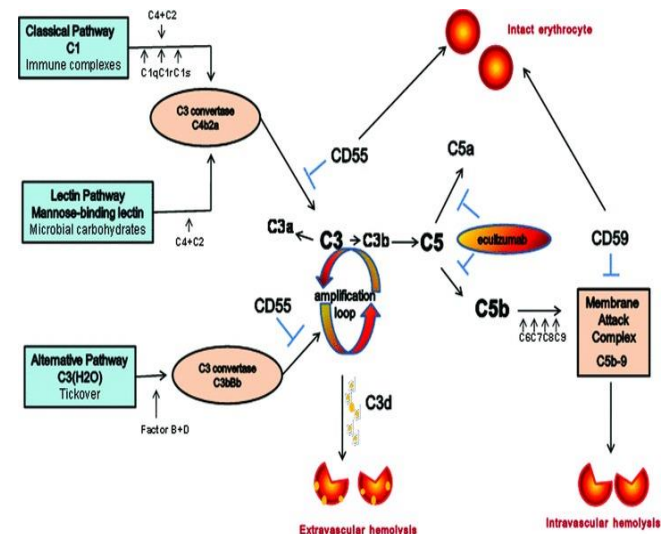 Classical Pathway
C1
Immune complexes
C4+C2
C1qC1rC1s
C3 convertase
C4b2a
Lectin Pathway
Mannose-binding lectin
Microbial carbohydrates
C4+C2
Alternative Pathway
C3(H2O)
Tickover
Factor B+D
C3 convertase
C3bBb
CD55
CD55
C3a
C3
C3b
C5
amplification
loop
C3d
Extravascular hemolysis
Intact erythrocyte
C5a
eculizumab
C5b
C6C7C8C9
CD59
Membrane
Attack
Complex
C5b-9
Intravascular hemolysis